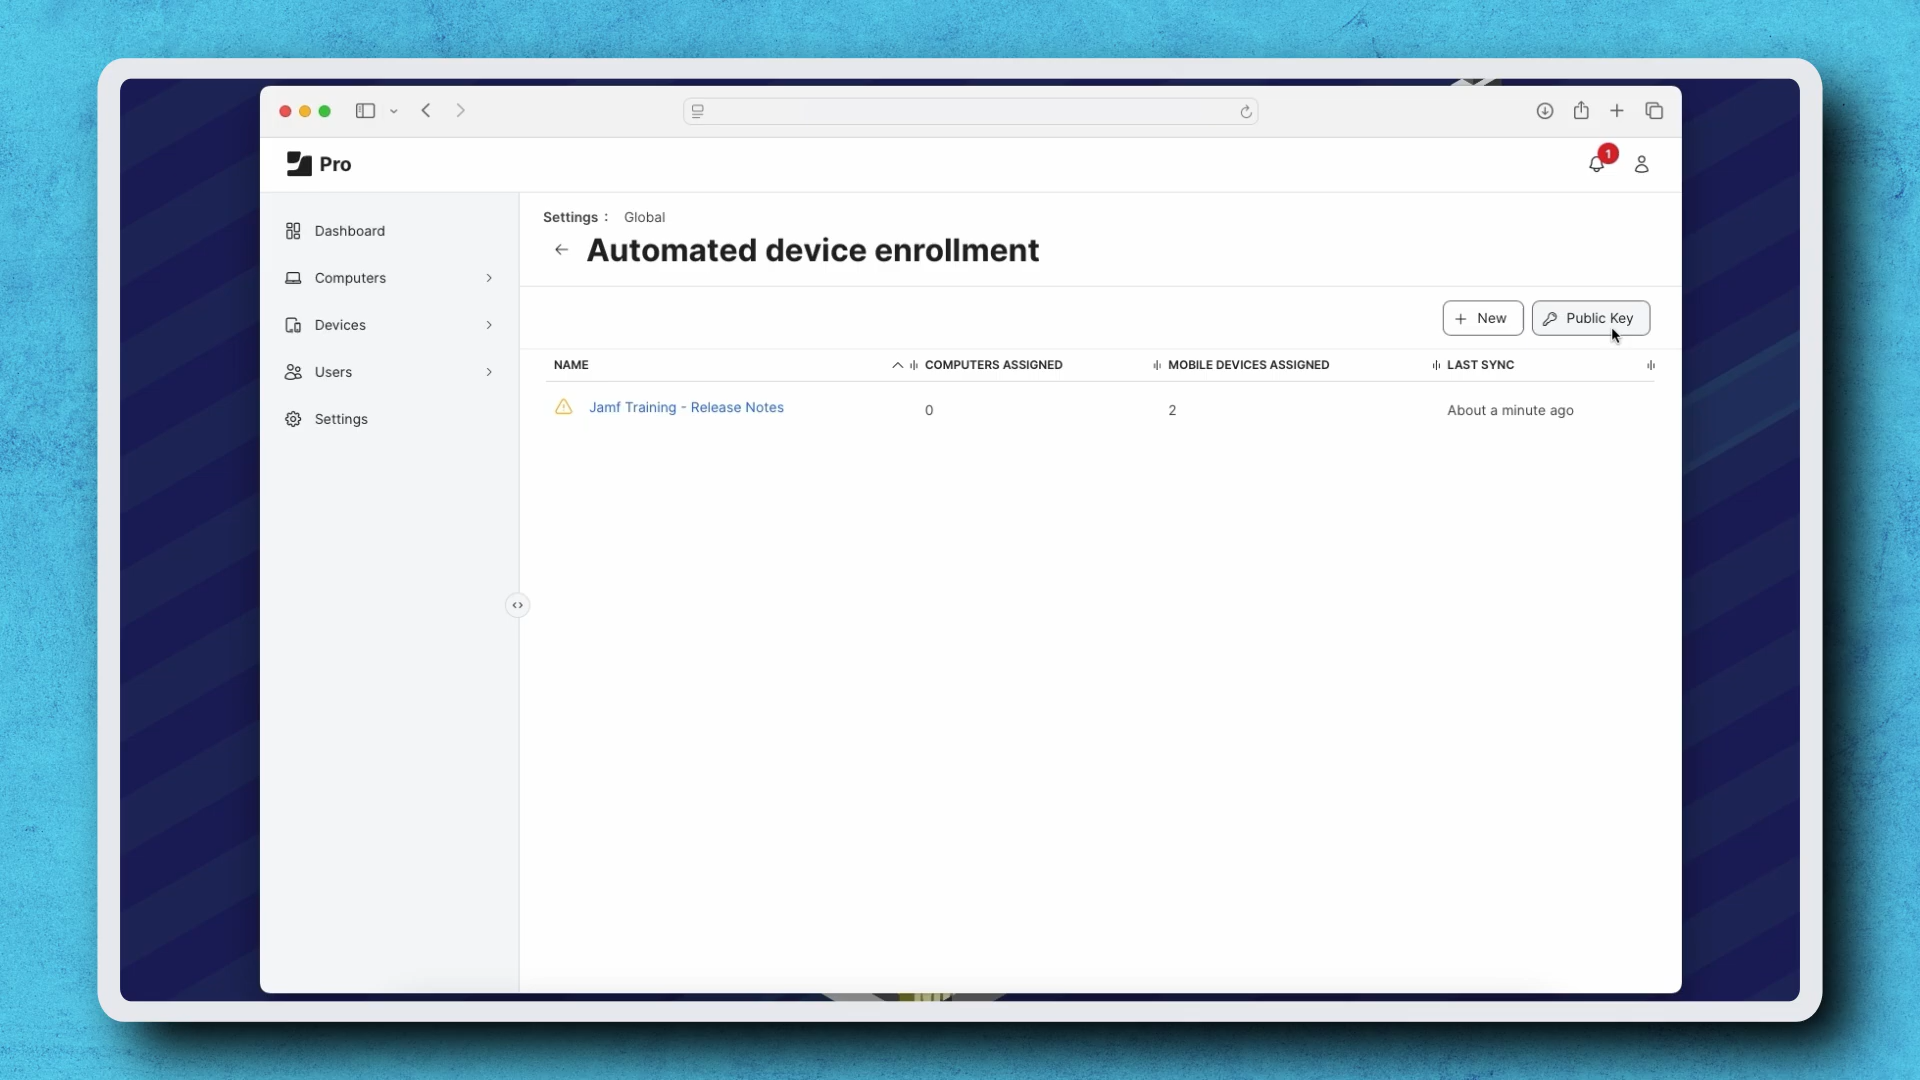 Pro
1
Dashboard
Computers
Devices
Users
Settings
Settings : Global
Automated device enrollment
New
Public Key
NAME COMPUTERS ASSIGNED MOBILE DEVICES ASSIGNED LAST SYNC
Jamf Training - Release Notes 0 2 About a minute ago